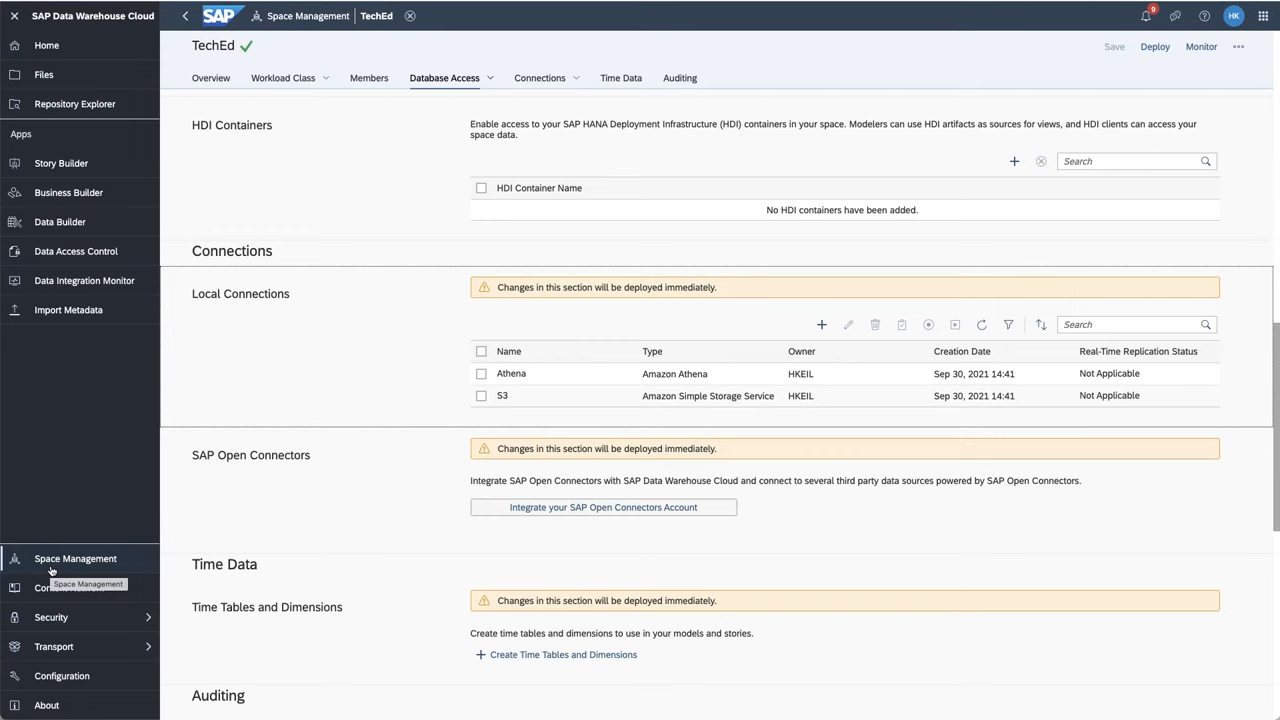 SAP Data Warehouse Cloud
SAP
Space Management
TechEd
9
HK
Home
Files
Repository Explorer
Apps
Story Builder
Business Builder
Data Builder
Data Access Control
Data Integration Monitor
Import Metadata
Space Management
Space Management
Security
Transport
Configuration
About
TechEd
Save
Deploy
Monitor
Overview
Workload Class
Members
Database Access
Connections
Time Data
Auditing
HDI Containers
Enable access to your SAP HANA Deployment Infrastructure (HDI) containers in your space. Modelers can use HDI artifacts as sources for views, and HDI clients can access your
space data.
Search
HDI Container Name
No HDI containers have been added.
Connections
Local Connections
Changes in this section will be deployed immediately.
Search
Name Type Owner Creation Date Real-Time Replication Status
Athena Amazon Athena HKEIL Sep 30, 2021 14:41 Not Applicable
S3 Amazon Simple Storage Service HKEIL Sep 30, 2021 14:41 Not Applicable
SAP Open Connectors
Changes in this section will be deployed immediately.
Integrate SAP Open Connectors with SAP Data Warehouse Cloud and connect to several third party data sources powered by SAP Open Connectors.
Integrate your SAP Open Connectors Account
Time Data
Time Tables and Dimensions
Changes in this section will be deployed immediately.
Create time tables and dimensions to use in your models and stories.
Create Time Tables and Dimensions
Auditing